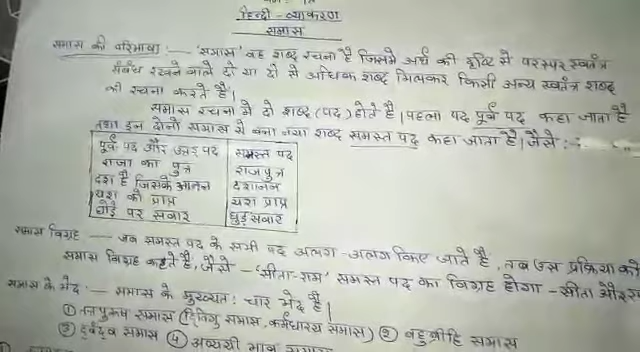 हिन्दी - व्याकरण
समास
समास की परिभाषा :— 'समास' वह शब्द रचना है जिसमें अर्थ की दृष्टि से परस्पर स्वतंत्र
संबंध रखने वाले दो या दो से अधिक शब्द मिलकर किसी अन्य स्वतंत्र शब्द
की रचना करते हैं।
समास रचना में दो शब्द (पद) होते हैं। पहला पद पूर्व पद कहा जाता है
तथा इन दोनों समास से बना नया शब्द समस्त पद कहा जाता है। जैसे :-
पूर्व पद और उत्तर पद समस्त पद
राजा का पुत्र राजपुत्र
दश है जिसके आनन दशानन
यश को प्राप्त यश प्राप्त
घोड़े पर सवार घुड़सवार
समास विग्रह —— जब समस्त पद के सभी पद अलग-अलग किए जाते हैं, तब उस प्रक्रिया को
समास विग्रह कहते हैं, जैसे - 'सीता-राम' समस्त पद का विग्रह होगा - सीता और
समास के भेद :— समास के मुख्यतः चार भेद हैं।
① तत्पुरुष समास (द्विगु समास, कर्मधारय समास) ② बहुब्रीहि समास
③ द्वंद्व समास ④ अव्ययी भाव समास